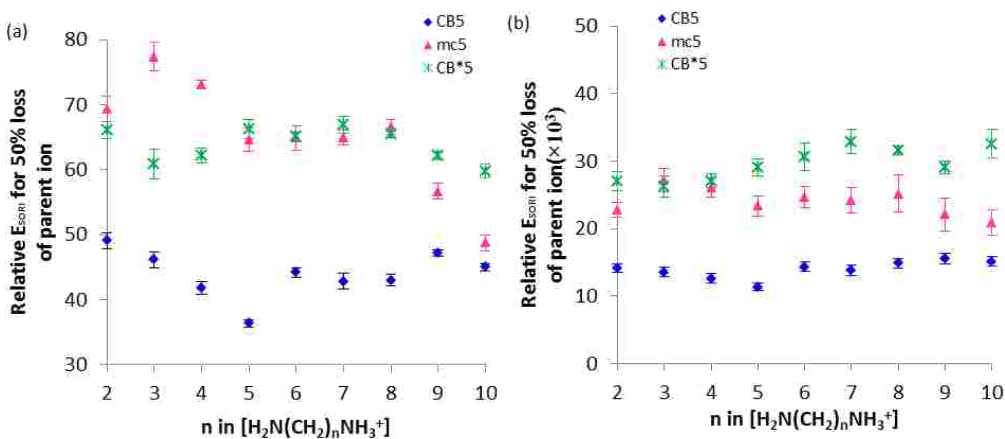 (a)
CB5
mc5
CB*5
Relative E_SORI for 50% loss
of parent ion
80
70
60
50
40
30
2 3 4 5 6 7 8 9 10
n in [H₂N(CH₂)ₙNH₃⁺]
(b)
CB5
mc5
CB*5
Relative E_SORI for 50% loss
of parent ion(×10³)
50
40
30
20
10
0
2 3 4 5 6 7 8 9 10
n in [H₂N(CH₂)ₙNH₃⁺]